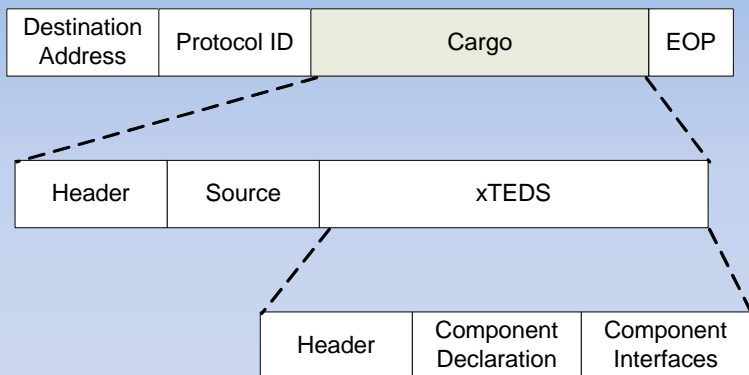 Destination
Address
Protocol ID
Cargo
EOP
Header
Source
xTEDS
Header
Component
Declaration
Component
Interfaces